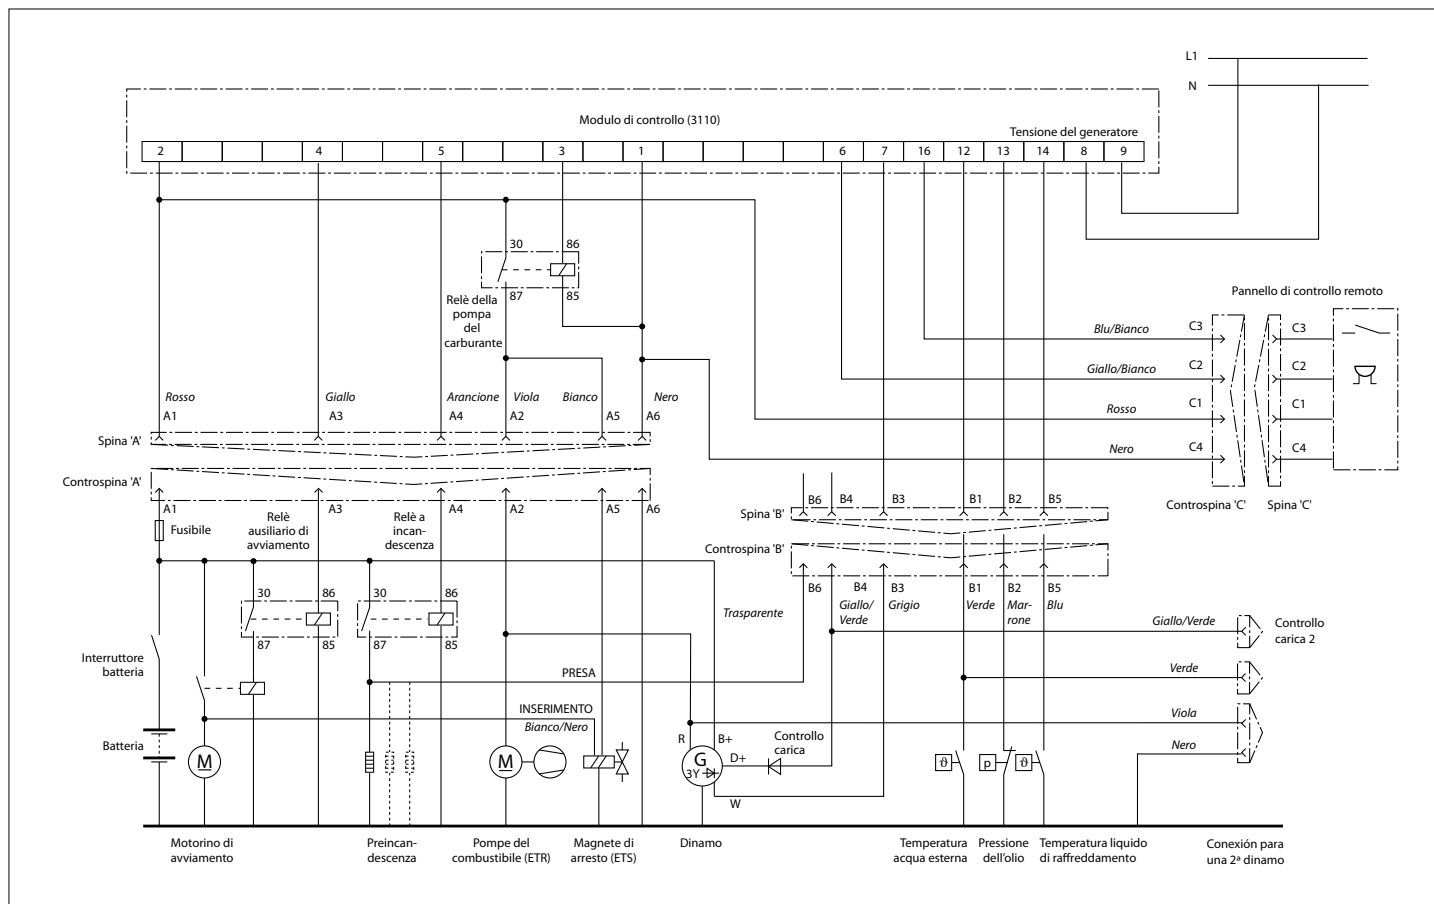 L1
N
Modulo di controllo (3110)
Tensione del generatore
2 4 5 3 1 6 7 16 12 13 14 8 9
30 86
87 85
Relè della
pompa
del
carburante
Pannello di controllo remoto
Blu/Bianco C3 C3
Giallo/Bianco C2 C2
Rosso C1 C1
Nero C4 C4
Controspina 'C' Spina 'C'
Rosso Giallo Arancione Viola Bianco Nero
A1 A3 A4 A2 A5 A6
Spina 'A'
Controspina 'A'
A1 A3 A4 A2 A5 A6
Fusibile
Relè
ausiliario di
avviamento
Relè a
incan-
descenza
B6 B4 B3 B1 B2 B5
Spina 'B'
Controspina 'B'
B6 B4 B3 B1 B2 B5
Trasparente
Giallo/
Verde
Grigio
Verde
Mar-
rone
Blu
30 86
87 85
30 86
87 85
Interruttore
batteria
Batteria
PRESA
INSERIMENTO
Bianco/Nero
Giallo/Verde
Controllo
carica 2
Verde
Viola
Nero
Controllo
carica
R B+
D+
W
G
3Y
M
M
ϑ
p
ϑ
Motorino di
avviamento
Preincan-
descenza
Pompe del
combustibile (ETR)
Magnete di
arresto (ETS)
Dinamo
Temperatura
acqua esterna
Pressione
dell'olio
Temperatura liquido
di raffreddamento
Conexión para
una 2ª dinamo